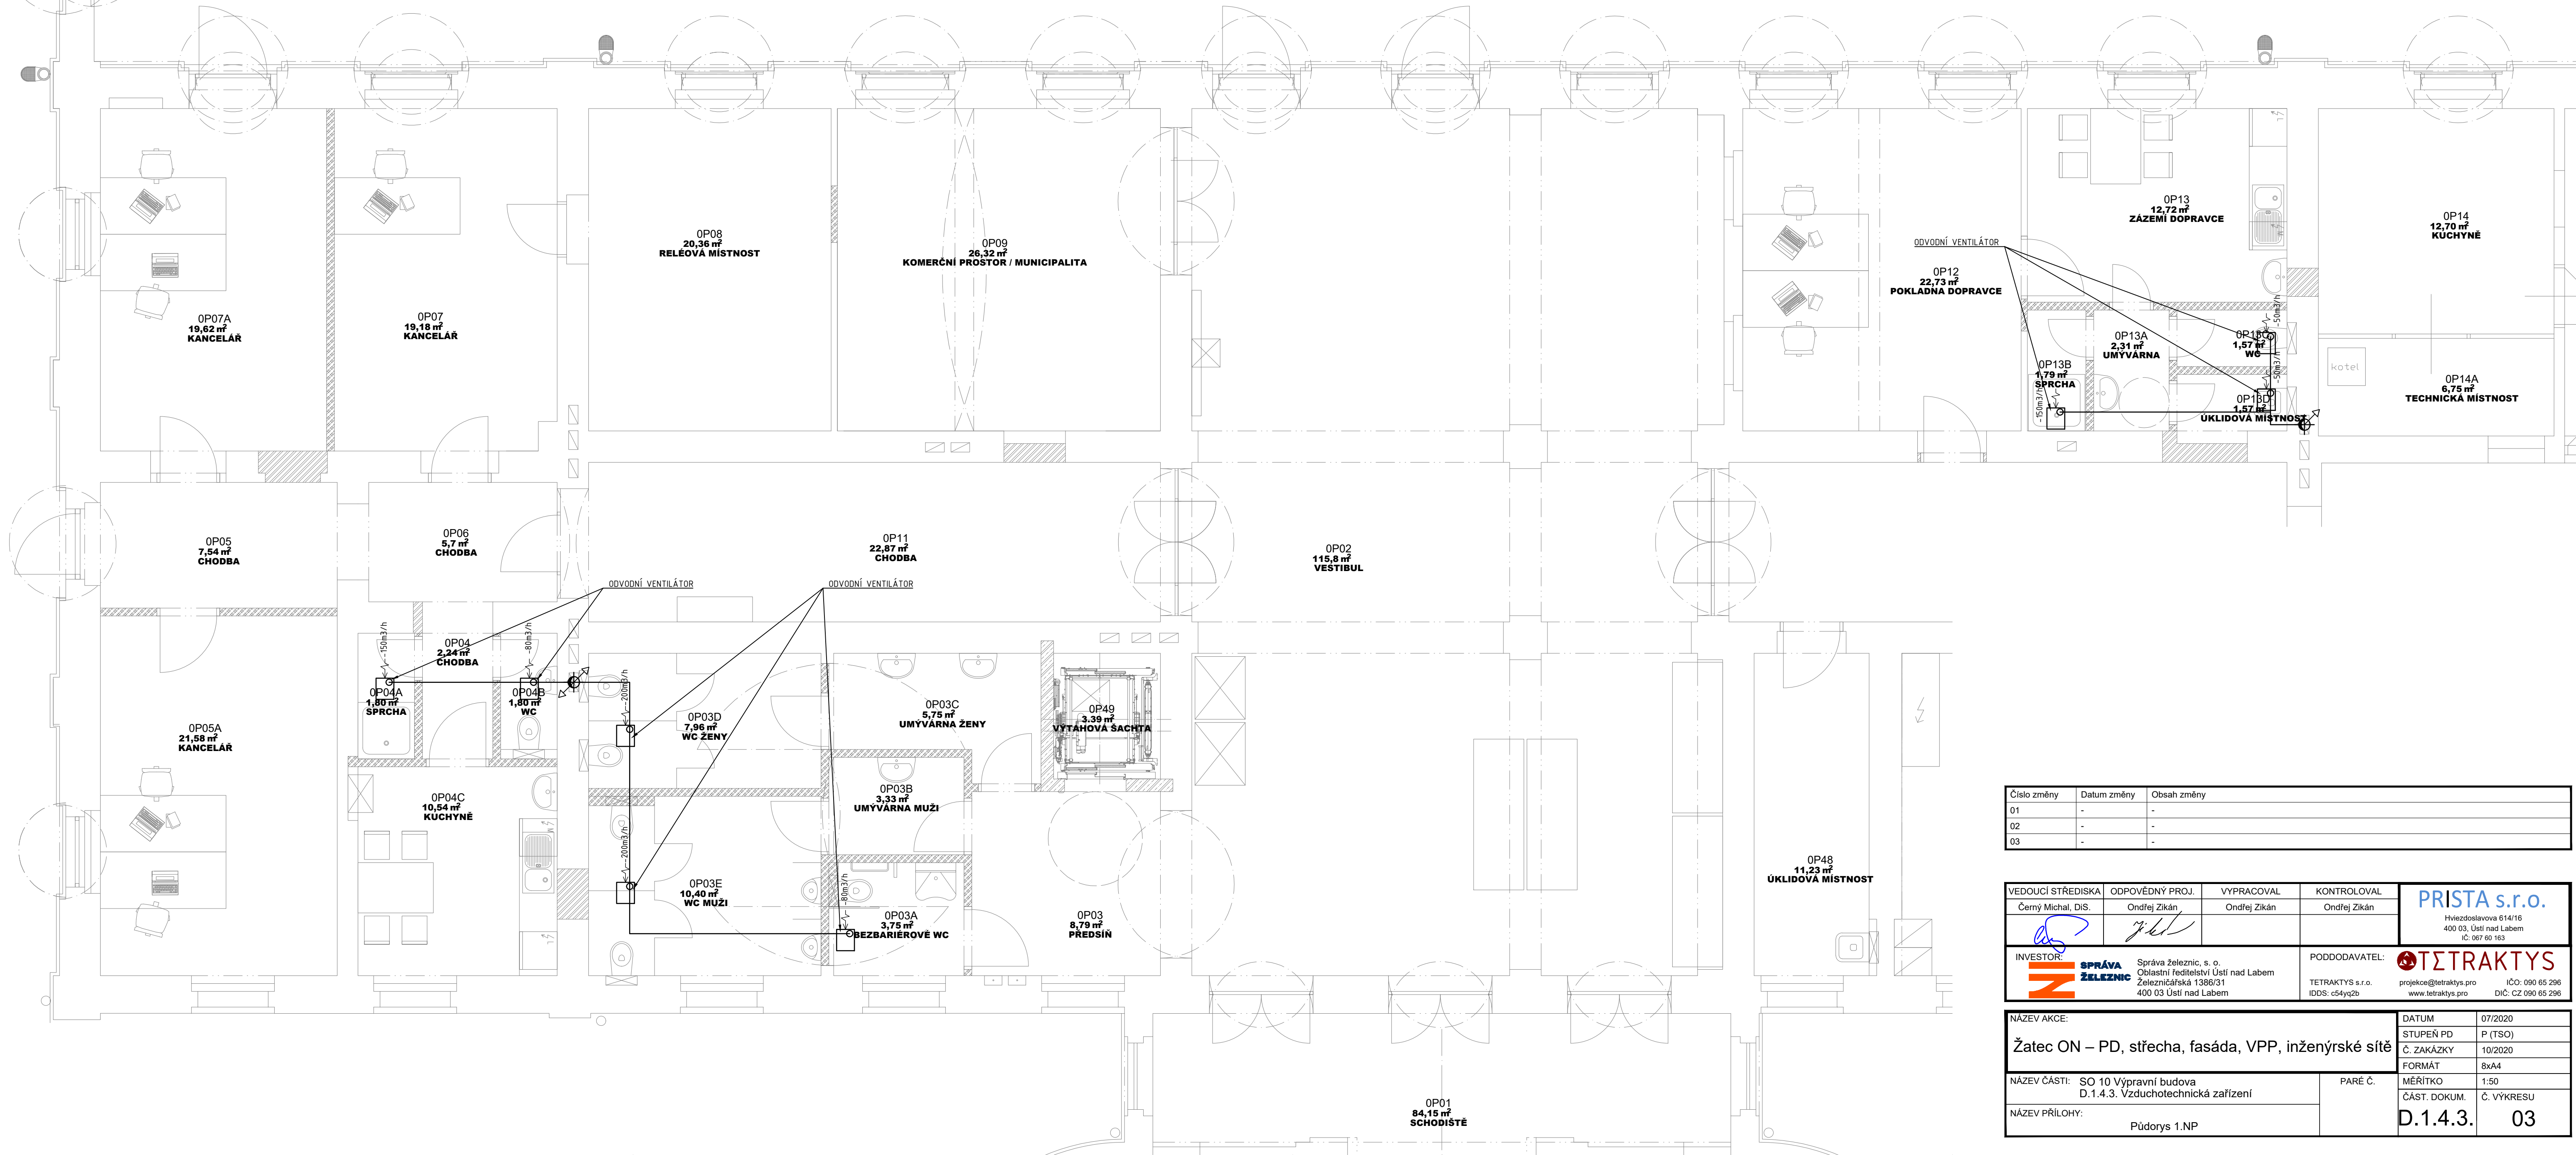 0P07A
19,62 m²
KANCELÁŘ
0P07
19,18 m²
KANCELÁŘ
0P08
20,36 m²
RELÉOVÁ MÍSTNOST
0P09
26,32 m²
KOMERČNÍ PROSTOR / MUNICIPALITA
ODVODNÍ VENTILÁTOR
0P12
22,73 m²
POKLADNA DOPRAVCE
0P13
12,72 m²
ZÁZEMÍ DOPRAVCE
0P14
12,70 m²
KUCHYNĚ
0P13A
2,31 m²
UMÝVÁRNA
0P13B
1,79 m²
SPRCHA
-150m3/h
0P13C
1,57 m²
WC
-50m3/h
-50m3/h
0P13D
1,57 m²
ÚKLIDOVÁ MÍSTNOST
kotel
0P14A
6,75 m²
TECHNICKÁ MÍSTNOST
0P05
7,54 m²
CHODBA
0P06
5,7 m²
CHODBA
0P11
22,87 m²
CHODBA
0P02
115,8 m²
VESTIBUL
ODVODNÍ VENTILÁTOR
ODVODNÍ VENTILÁTOR
-150m3/h
0P04
2,24 m²
CHODBA
-80m3/h
0P04A
1,80 m²
SPRCHA
0P04B
1,80 m²
WC
-200m3/h
0P03D
7,96 m²
WC ŽENY
0P03C
5,75 m²
UMÝVÁRNA ŽENY
0P49
3.39 m²
VÝTAHOVÁ ŠACHTA
0P05A
21,58 m²
KANCELÁŘ
0P04C
10,54 m²
KUCHYNĚ
0P03B
3,33 m²
UMÝVÁRNA MUŽI
-200m3/h
0P03E
10,40 m²
WC MUŽI
-80m3/h
0P03A
3,75 m²
BEZBARIÉROVÉ WC
0P03
8,79 m²
PŘEDSÍŇ
0P48
11,23 m²
ÚKLIDOVÁ MÍSTNOST
0P01
84,15 m²
SCHODIŠTĚ
Číslo změny Datum změny Obsah změny
01 - -
02 - -
03 - -
VEDOUCÍ STŘEDISKA ODPOVĚDNÝ PROJ. VYPRACOVAL KONTROLOVAL
Černý Michal, DiS. Ondřej Zikán Ondřej Zikán Ondřej Zikán
PRISTA s.r.o.
Hviezdoslavova 614/16
400 03, Ústí nad Labem
IČ: 067 60 163
INVESTOR:
SPRÁVA
ŽELEZNIC
Správa železnic, s. o.
Oblastní ředitelství Ústí nad Labem
Železničářská 1386/31
400 03 Ústí nad Labem
PODDODAVATEL:
TETRAKTYS
TETRAKTYS s.r.o. projekce@tetraktys.pro IČO: 090 65 296
IDDS: c54yq2b www.tetraktys.pro DIČ: CZ 090 65 296
NÁZEV AKCE:
Žatec ON – PD, střecha, fasáda, VPP, inženýrské sítě
DATUM 07/2020
STUPEŇ PD P (TSO)
Č. ZAKÁZKY 10/2020
FORMÁT 8xA4
NÁZEV ČÁSTI: SO 10 Výpravní budova
D.1.4.3. Vzduchotechnická zařízení
PARÉ Č.
MĚŘÍTKO 1:50
ČÁST. DOKUM. Č. VÝKRESU
D.1.4.3. 03
NÁZEV PŘÍLOHY:
Půdorys 1.NP